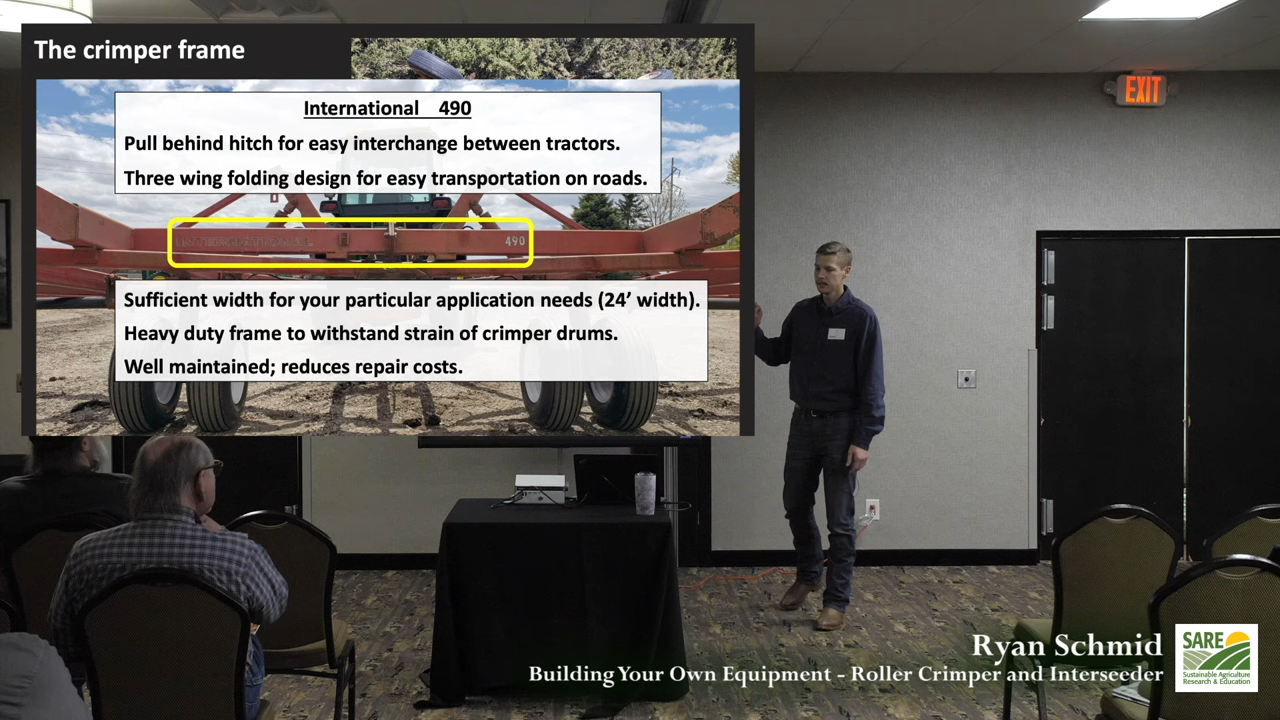 The crimper frame
International 490
Pull behind hitch for easy interchange between tractors.
Three wing folding design for easy transportation on roads.
INTERNATIONAL
490
Sufficient width for your particular application needs (24’ width).
Heavy duty frame to withstand strain of crimper drums.
Well maintained; reduces repair costs.
EXIT
Ryan Schmid
Building Your Own Equipment - Roller Crimper and Interseeder
SARE
Sustainable Agriculture
Research & Education